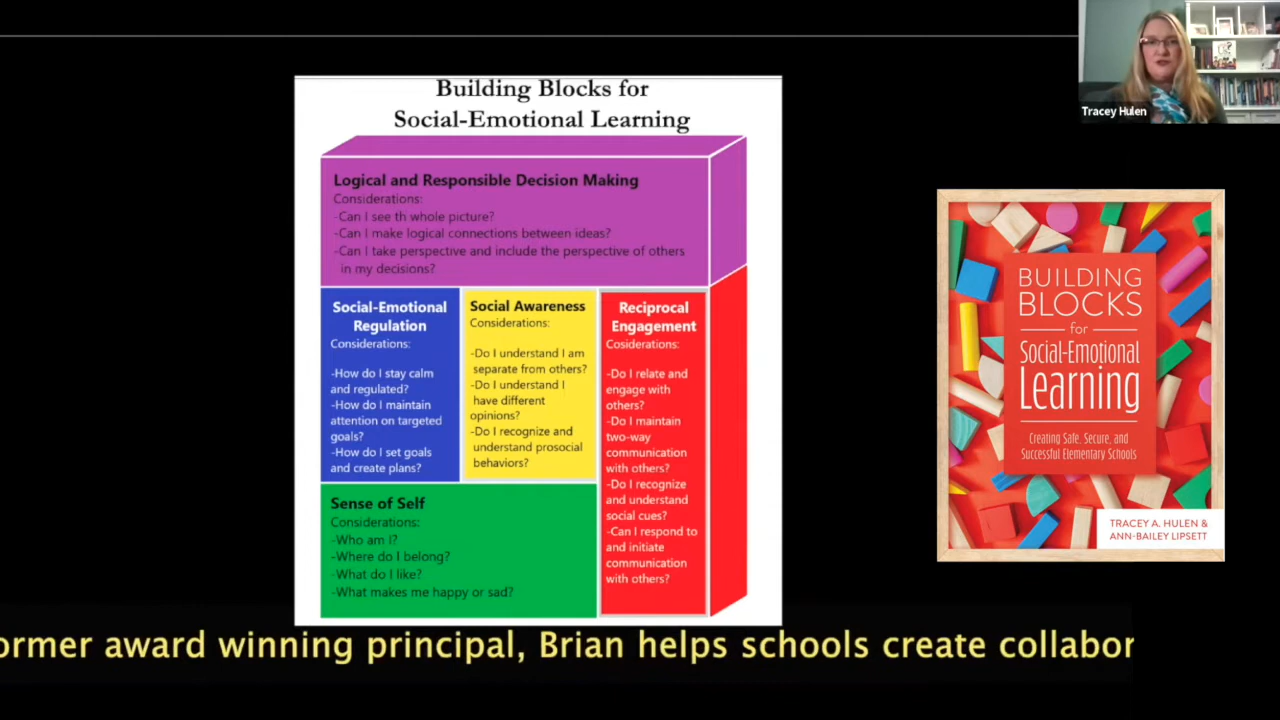 Tracey Hulen
Building Blocks for
Social-Emotional Learning
Logical and Responsible Decision Making
Considerations:
-Can I see th whole picture?
-Can I make logical connections between ideas?
-Can I take perspective and include the perspective of others
in my decisions?
Social-Emotional
Regulation
Considerations:
-How do I stay calm
and regulated?
-How do I maintain
attention on targeted
goals?
-How do I set goals
and create plans?
Social Awareness
Considerations:
-Do I understand I am
separate from others?
-Do I understand I
have different
opinions?
-Do I recognize and
understand prosocial
behaviors?
Reciprocal
Engagement
Cosiderations:
-Do I relate and
engage with
others?
-Do I maintain
two-way
communication
with others?
-Do I recognize
and understand
social cues?
-Can I respond to
and initiate
communication
with others?
Sense of Self
Considerations:
-Who am I?
-Where do I belong?
-What do I like?
-What makes me happy or sad?
BUILDING
BLOCKS
for
Social-Emotional
Learning
Creating Safe, Secure, and
Successful Elementary Schools
TRACEY A. HULEN &
ANN-BAILEY LIPSETT
ormer award winning principal, Brian helps schools create collabor